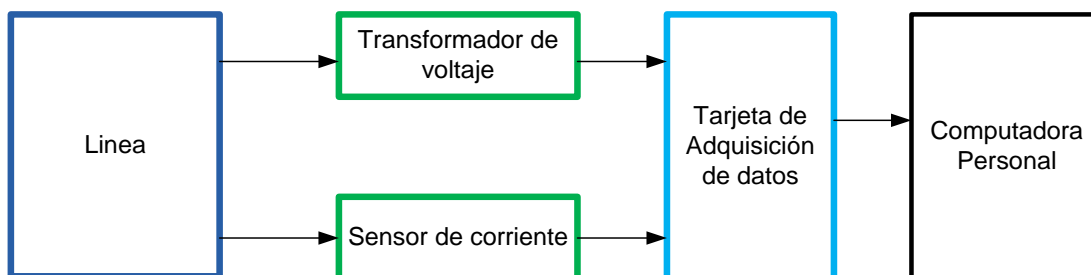 Linea
Transformador de
voltaje
Sensor de corriente
Tarjeta de
Adquisición
de datos
Computadora
Personal